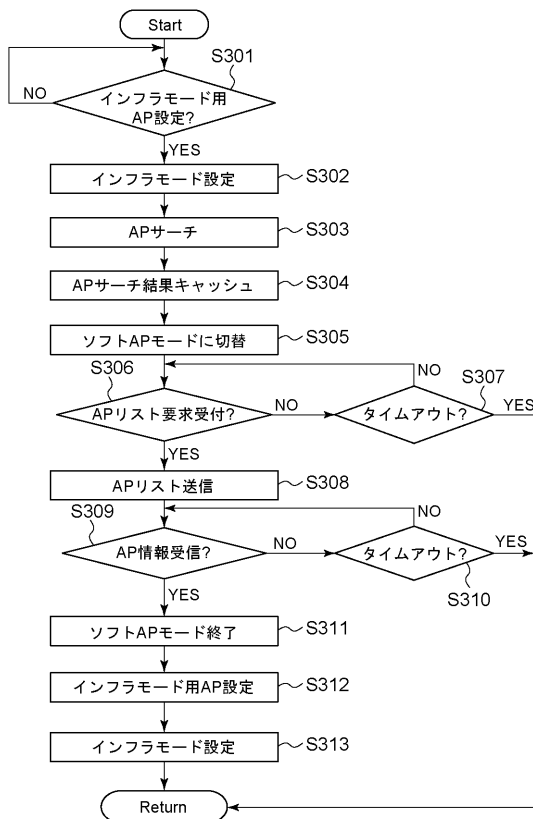 Start
S301
インフラモード用
AP設定?
NO
YES
インフラモード設定
S302
APサーチ
S303
APサーチ結果キャッシュ
S304
ソフトAPモードに切替
S305
S306
NO
S307
APリスト要求受付?
NO
タイムアウト?
YES
YES
APリスト送信
S308
S309
NO
AP情報受信?
NO
タイムアウト?
YES
YES
S310
ソフトAPモード終了
S311
インフラモード用AP設定
S312
インフラモード設定
S313
Return